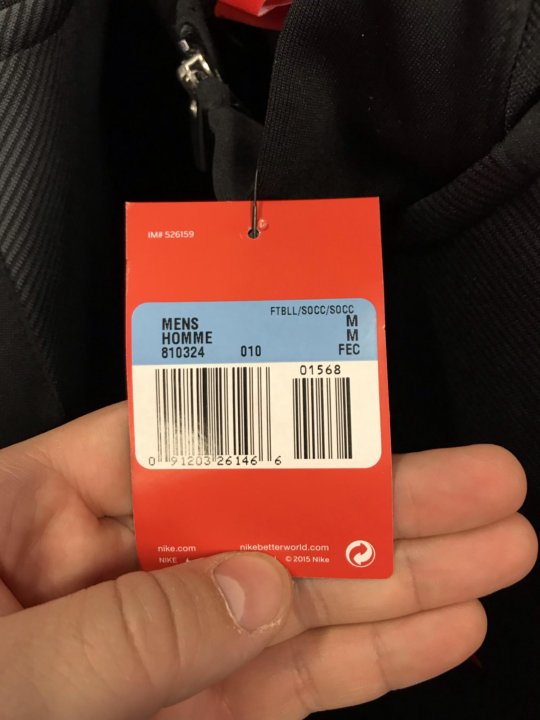 IM# 526159
FTBLL/SOCC/SOCC
MENS M
HOMME M
810324 010 FEC
01568
0 91203 26146 6
nike.com nikebetterworld.com
NIKE © 2015 Nike